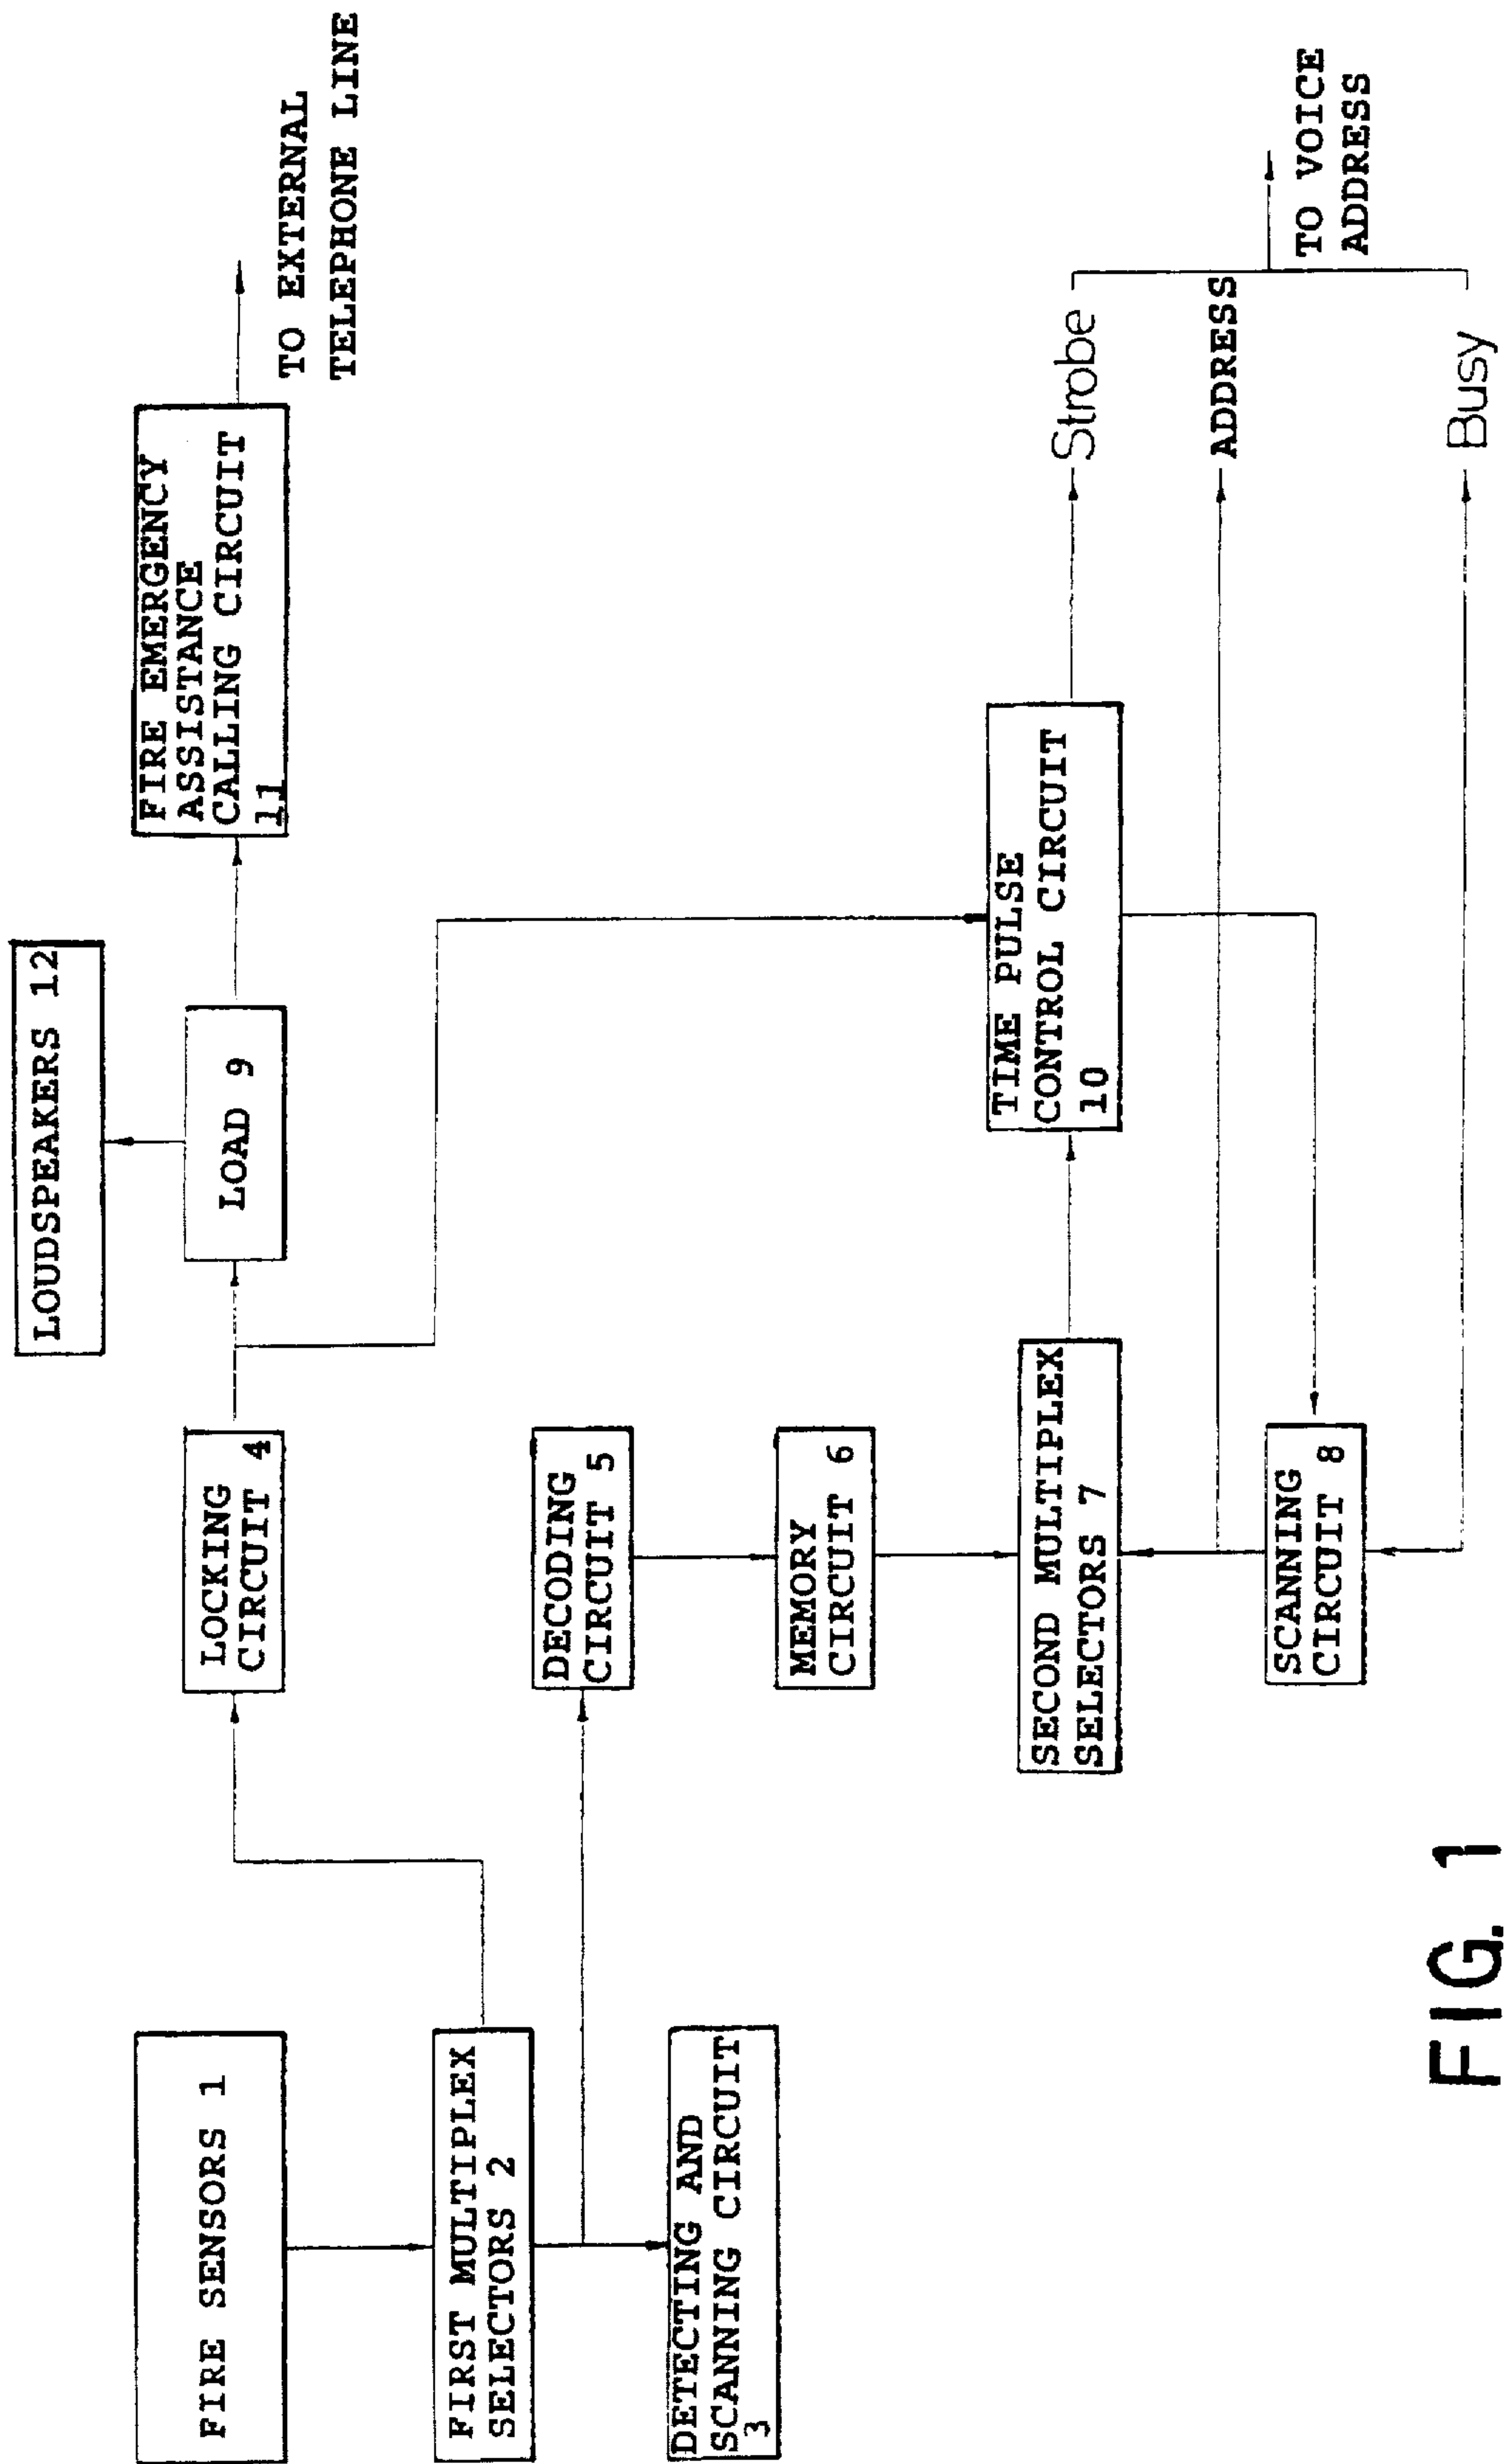 LOUDSPEAKERS 12
FIRE SENSORS 1
LOCKING
CIRCUIT 4
LOAD 9
FIRE EMERGENCY
ASSISTANCE
CALLING CIRCUIT
11
TO EXTERNAL
TELEPHONE LINE
FIRST MULTIPLEX
SELECTORS 2
DECODING
CIRCUIT 5
DETECTING AND
SCANNING CIRCUIT
3
MEMORY
CIRCUIT 6
SECOND MULTIPLEX
SELECTORS 7
TIME PULSE
CONTROL CIRCUIT
10
Strobe
ADDRESS
TO VOICE
ADDRESS
SCANNING
CIRCUIT 8
Busy
FIG. 1